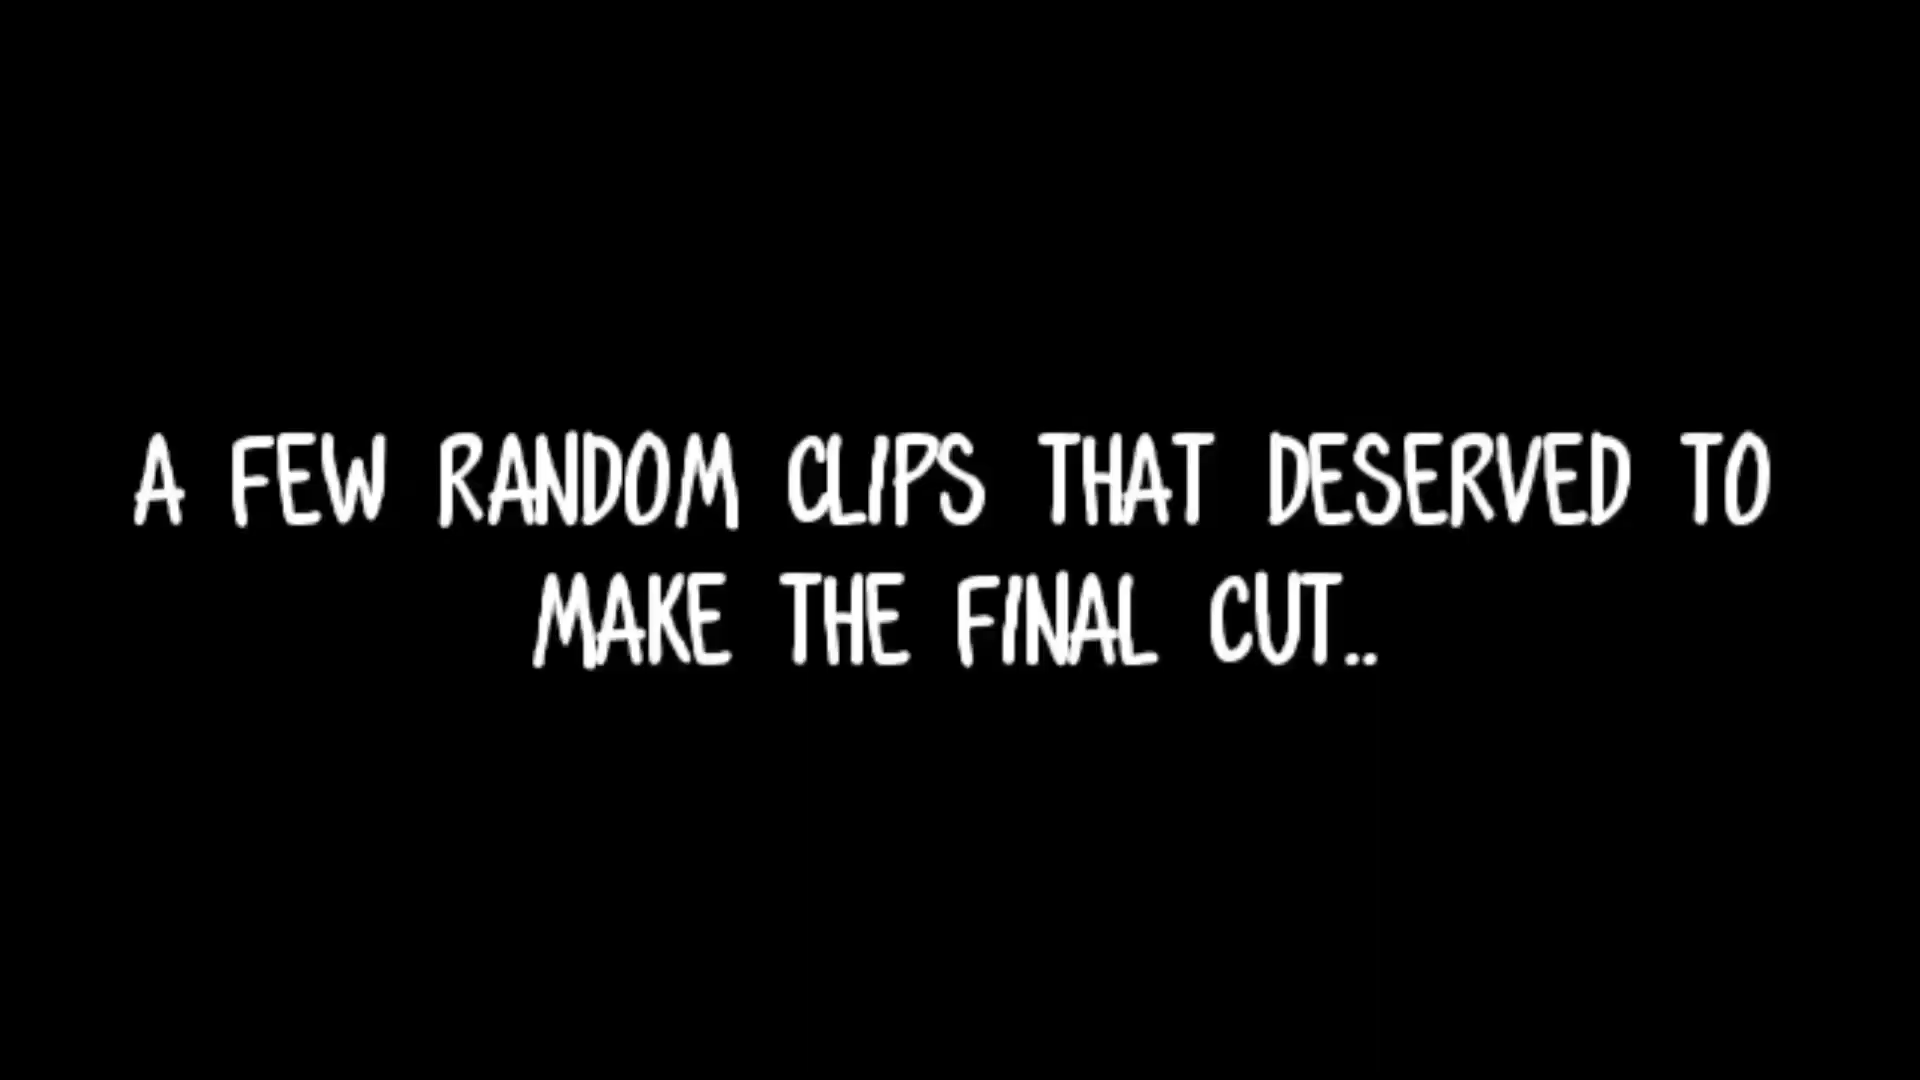 A FEW RANDOM CLIPS THAT DESERVED TO
MAKE THE FINAL CUT..